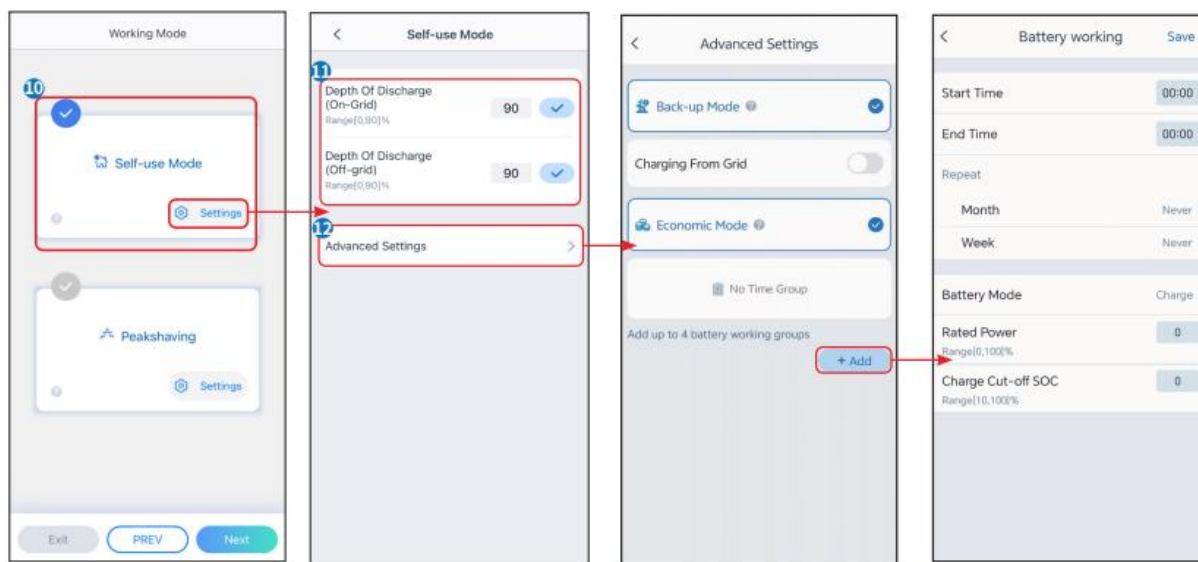 Working Mode
10
Self-use Mode
Settings
Peakshaving
Settings
Exit
PREV
Next
Self-use Mode
11
Depth Of Discharge
(On-Grid)
90
Range[0,90]%
Depth Of Discharge
(Off-grid)
90
Range[0,90]%
12
Advanced Settings
Advanced Settings
Back-up Mode
Charging From Grid
Economic Mode
No Time Group
Add up to 4 battery working groups
+ Add
Battery working
Save
Start Time
00:00
End Time
00:00
Repeat
Month
Never
Week
Never
Battery Mode
Charge
Rated Power
0
Range[0,100]%
Charge Cut-off SOC
0
Range[10,100]%